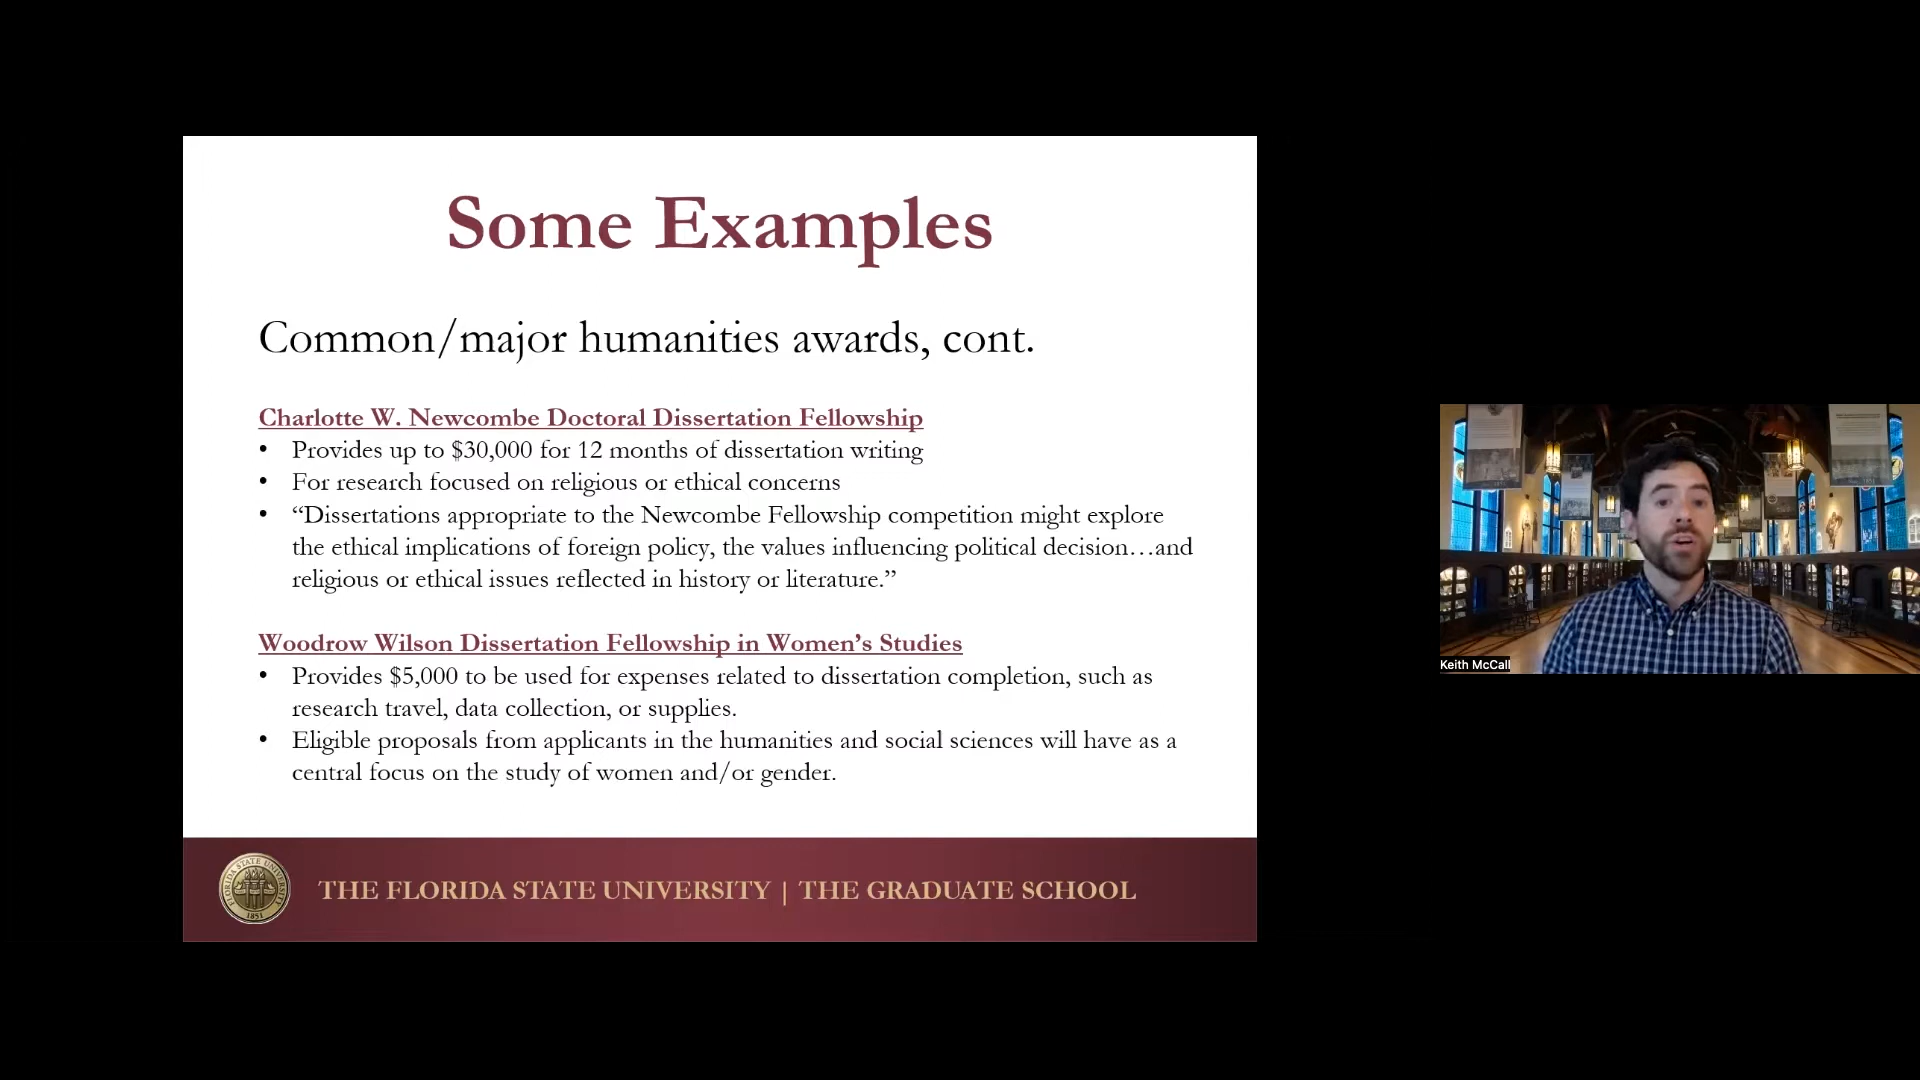 Some Examples
Common/major humanities awards, cont.
Charlotte W. Newcombe Doctoral Dissertation Fellowship
• Provides up to $30,000 for 12 months of dissertation writing
• For research focused on religious or ethical concerns
• “Dissertations appropriate to the Newcombe Fellowship competition might explore
the ethical implications of foreign policy, the values influencing political decision…and
religious or ethical issues reflected in history or literature.”
Woodrow Wilson Dissertation Fellowship in Women’s Studies
• Provides $5,000 to be used for expenses related to dissertation completion, such as
research travel, data collection, or supplies.
• Eligible proposals from applicants in the humanities and social sciences will have as a
central focus on the study of women and/or gender.
FLORIDA STATE UNIVERSITY
1851
THE FLORIDA STATE UNIVERSITY | THE GRADUATE SCHOOL
Keith McCall